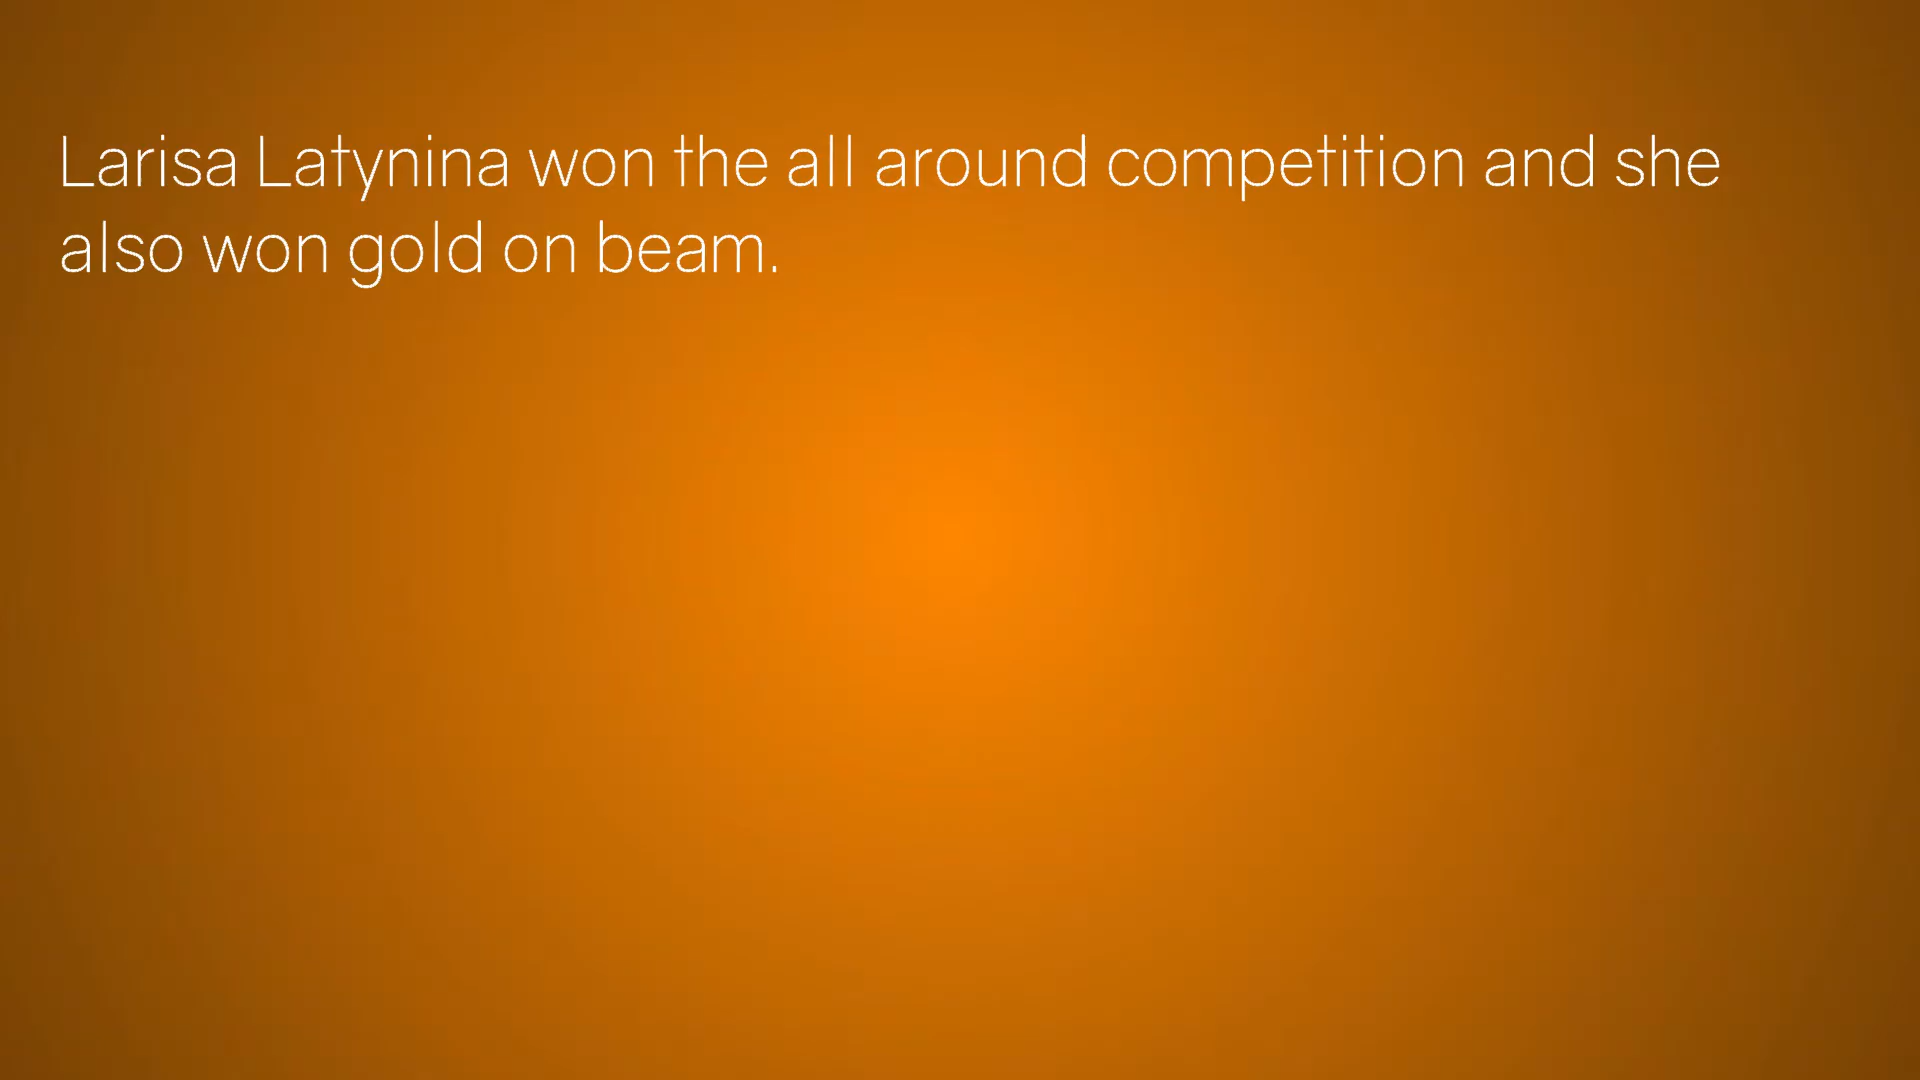 Larisa Latynina won the all around competition and she
also won gold on beam.